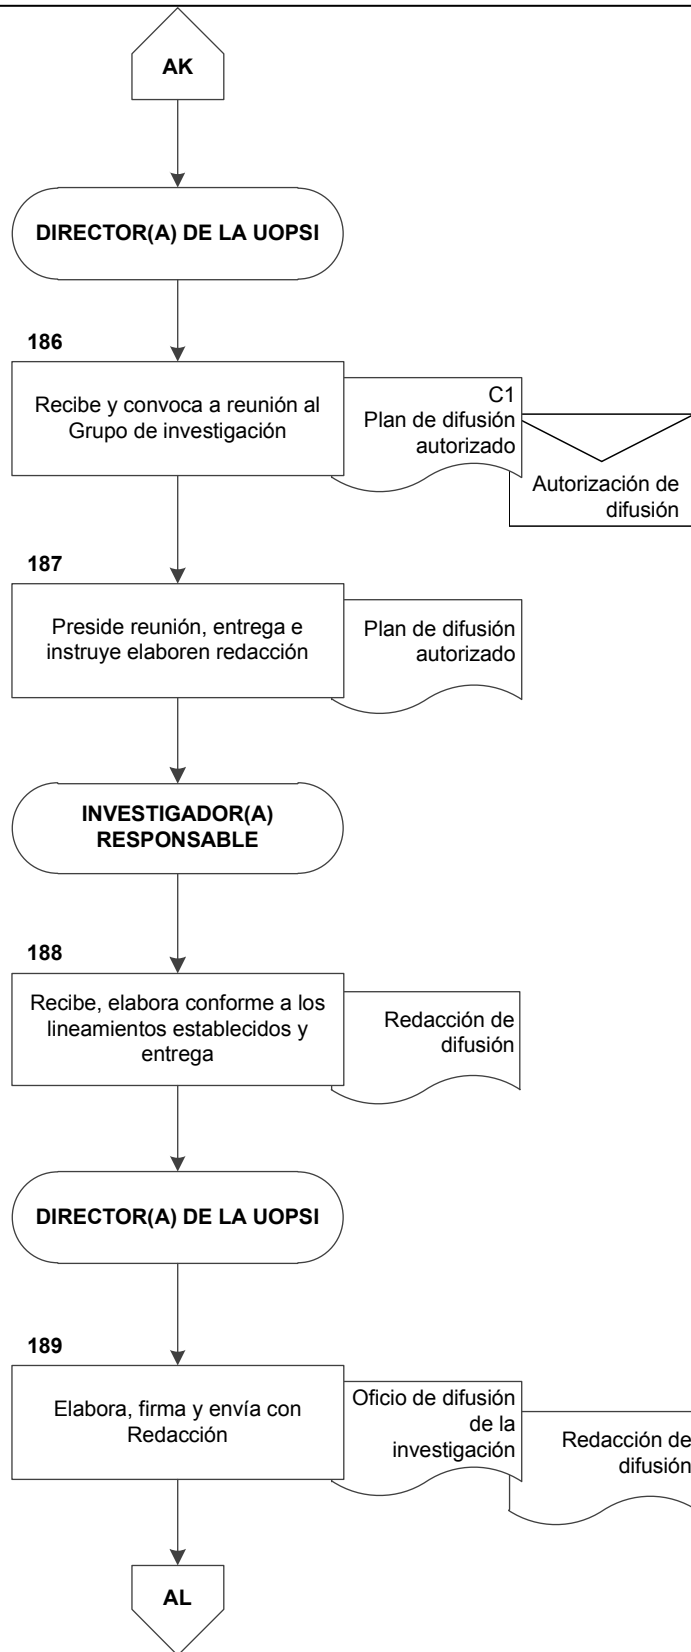 AK
DIRECTOR(A) DE LA UOPSI
186
Recibe y convoca a reunión al
Grupo de investigación
C1
Plan de difusión
autorizado
Autorización de
difusión
187
Preside reunión, entrega e
instruye elaboren redacción
Plan de difusión
autorizado
INVESTIGADOR(A)
RESPONSABLE
188
Recibe, elabora conforme a los
lineamientos establecidos y
entrega
Redacción de
difusión
DIRECTOR(A) DE LA UOPSI
189
Elabora, firma y envía con
Redacción
Oficio de difusión
de la
investigación
Redacción de
difusión
AL